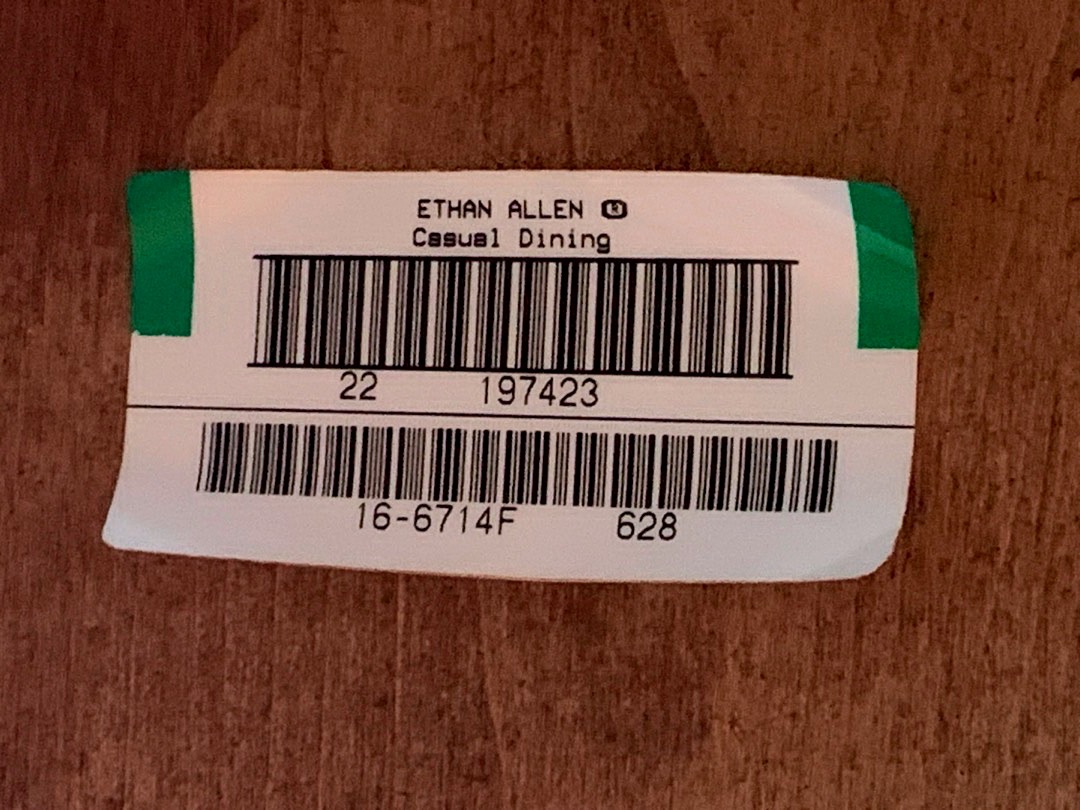 ETHAN ALLEN ®
Casual Dining
22 197423
16-6714F 628